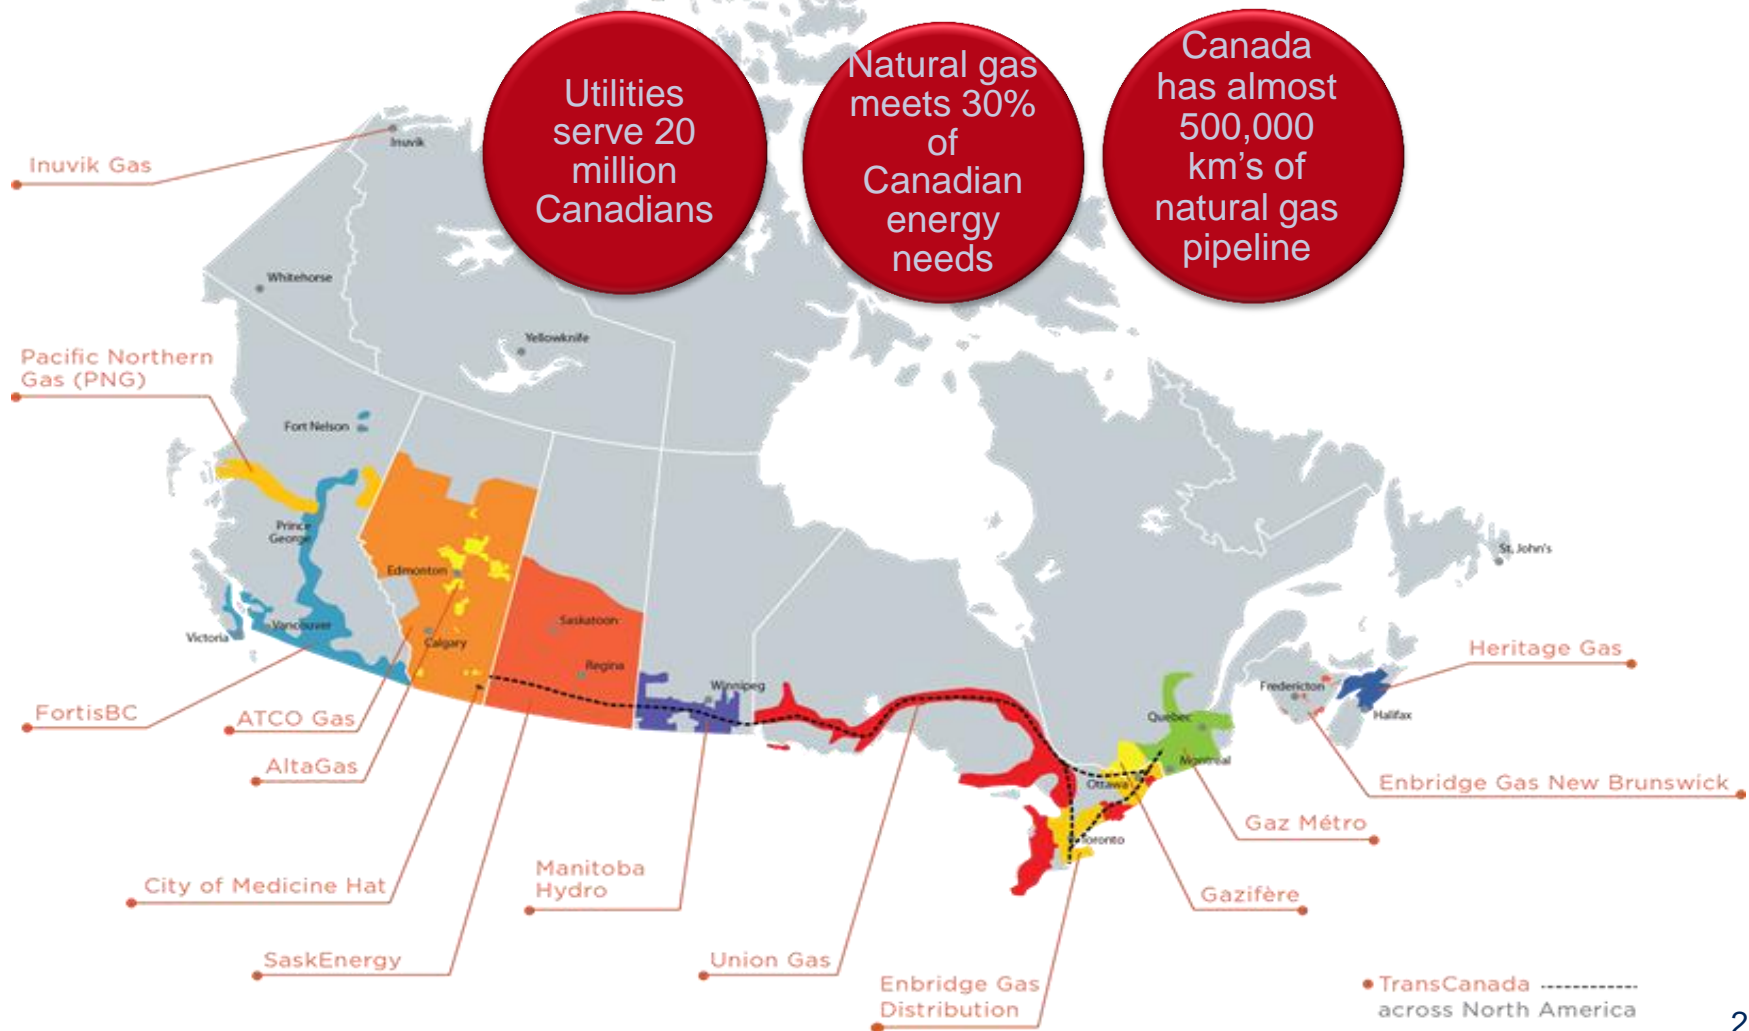 Utilities
serve 20
million
Canadians
Natural gas
meets 30%
of
Canadian
energy
needs
Canada
has almost
500,000
km's of
natural gas
pipeline
Inuvik Gas
Inuvik
Whitehorse
Yellowknife
Pacific Northern
Gas (PNG)
Fort Nelson
Prince
George
Edmonton
St. John's
Saskatoon
Vancouver
Victoria
Calgary
Regina
Heritage Gas
Winnipeg
Fredericton
FortisBC
ATCO Gas
Quebec
Halifax
AltaGas
Montreal
Ottawa
Enbridge Gas New Brunswick
Gaz Métro
Toronto
City of Medicine Hat
Manitoba
Hydro
Gazifère
SaskEnergy
Union Gas
Enbridge Gas
Distribution
TransCanada
across North America
2